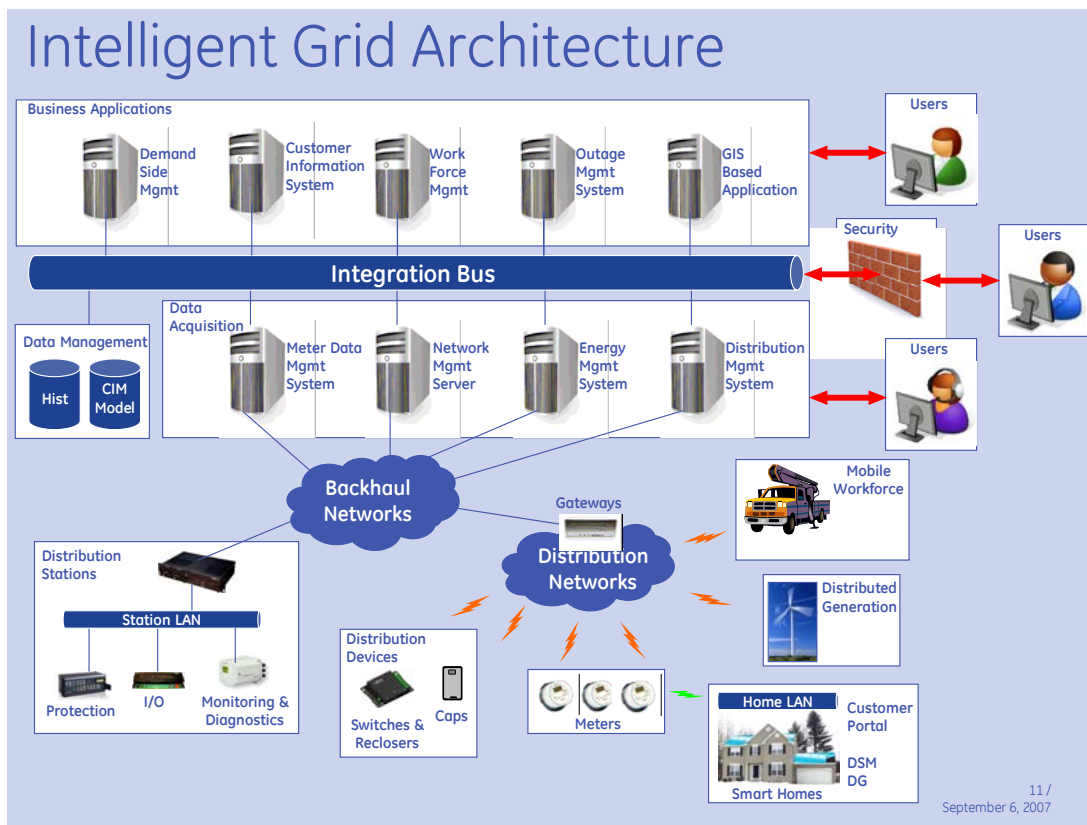 Intelligent Grid Architecture
Business Applications
Demand
Side
Mgmt
Customer
Information
System
Work
Force
Mgmt
Outage
Mgmt
System
GIS
Based
Application
Users
Security
Users
Integration Bus
Data
Acquisition
Data Management
Hist
CIM
Model
Meter Data
Mgmt
System
Network
Mgmt
Server
Energy
Mgmt
System
Distribution
Mgmt
System
Users
Backhaul
Networks
Gateways
Distribution
Networks
Mobile
Workforce
Distribution
Stations
Station LAN
Protection
I/O
Monitoring &
Diagnostics
Distribution
Devices
Switches &
Reclosers
Caps
Meters
Distributed
Generation
Home LAN
Customer
Portal
DSM
DG
Smart Homes
11 /
September 6, 2007